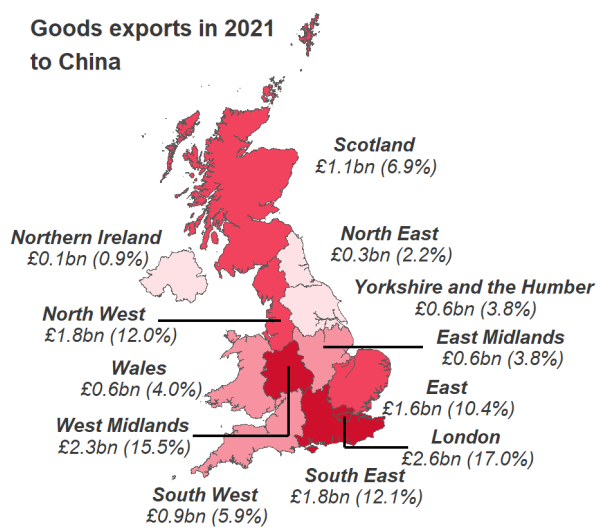 Goods exports in 2021
to China
Scotland
£1.1bn (6.9%)
North East
£0.3bn (2.2%)
Northern Ireland
£0.1bn (0.9%)
Yorkshire and the Humber
£0.6bn (3.8%)
North West
£1.8bn (12.0%)
East Midlands
£0.6bn (3.8%)
Wales
£0.6bn (4.0%)
East
£1.6bn (10.4%)
West Midlands
£2.3bn (15.5%)
London
£2.6bn (17.0%)
South East
£1.8bn (12.1%)
South West
£0.9bn (5.9%)